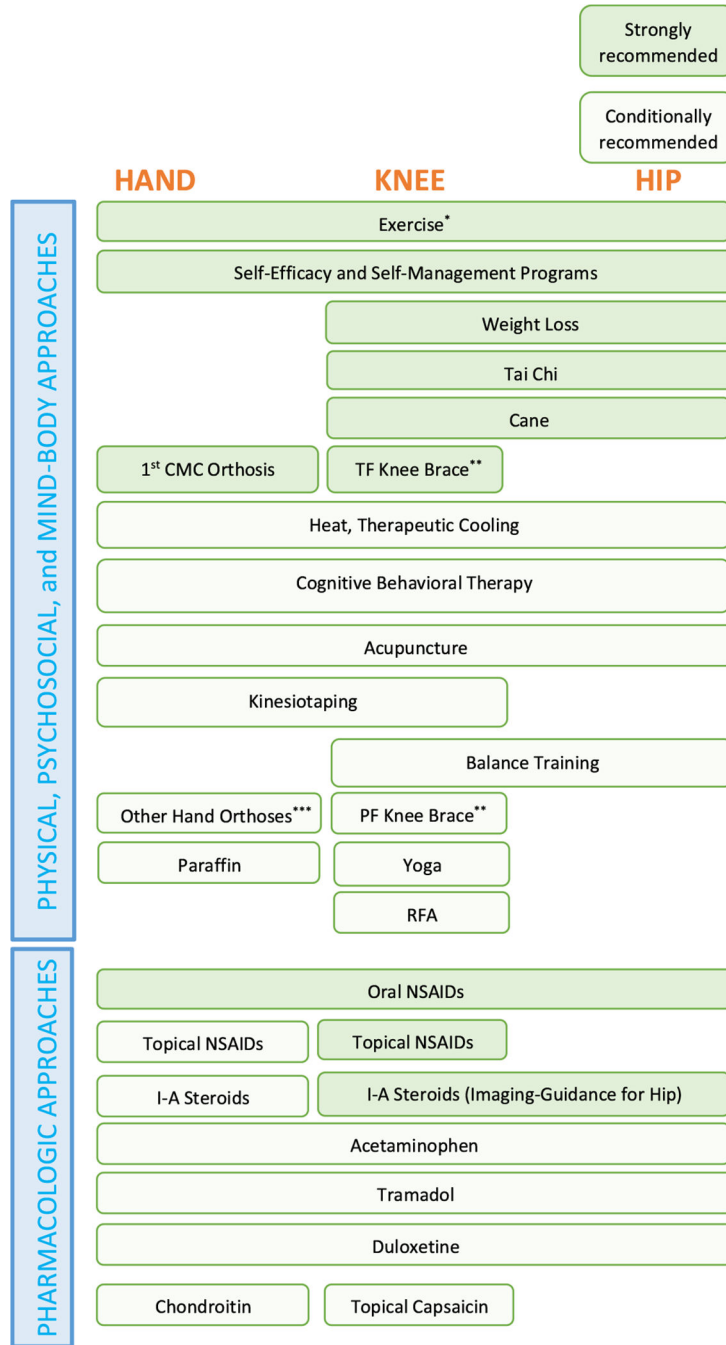 Strongly
recommended
Conditionally
recommended
HAND KNEE HIP
PHYSICAL, PSYCHOSOCIAL, and MIND-BODY APPROACHES
Exercise*
Self-Efficacy and Self-Management Programs
Weight Loss
Tai Chi
Cane
1st CMC Orthosis TF Knee Brace**
Heat, Therapeutic Cooling
Cognitive Behavioral Therapy
Acupuncture
Kinesiotaping
Balance Training
Other Hand Orthoses*** PF Knee Brace**
Paraffin Yoga
RFA
PHARMACOLOGIC APPROACHES
Oral NSAIDs
Topical NSAIDs Topical NSAIDs
I-A Steroids I-A Steroids (Imaging-Guidance for Hip)
Acetaminophen
Tramadol
Duloxetine
Chondroitin Topical Capsaicin